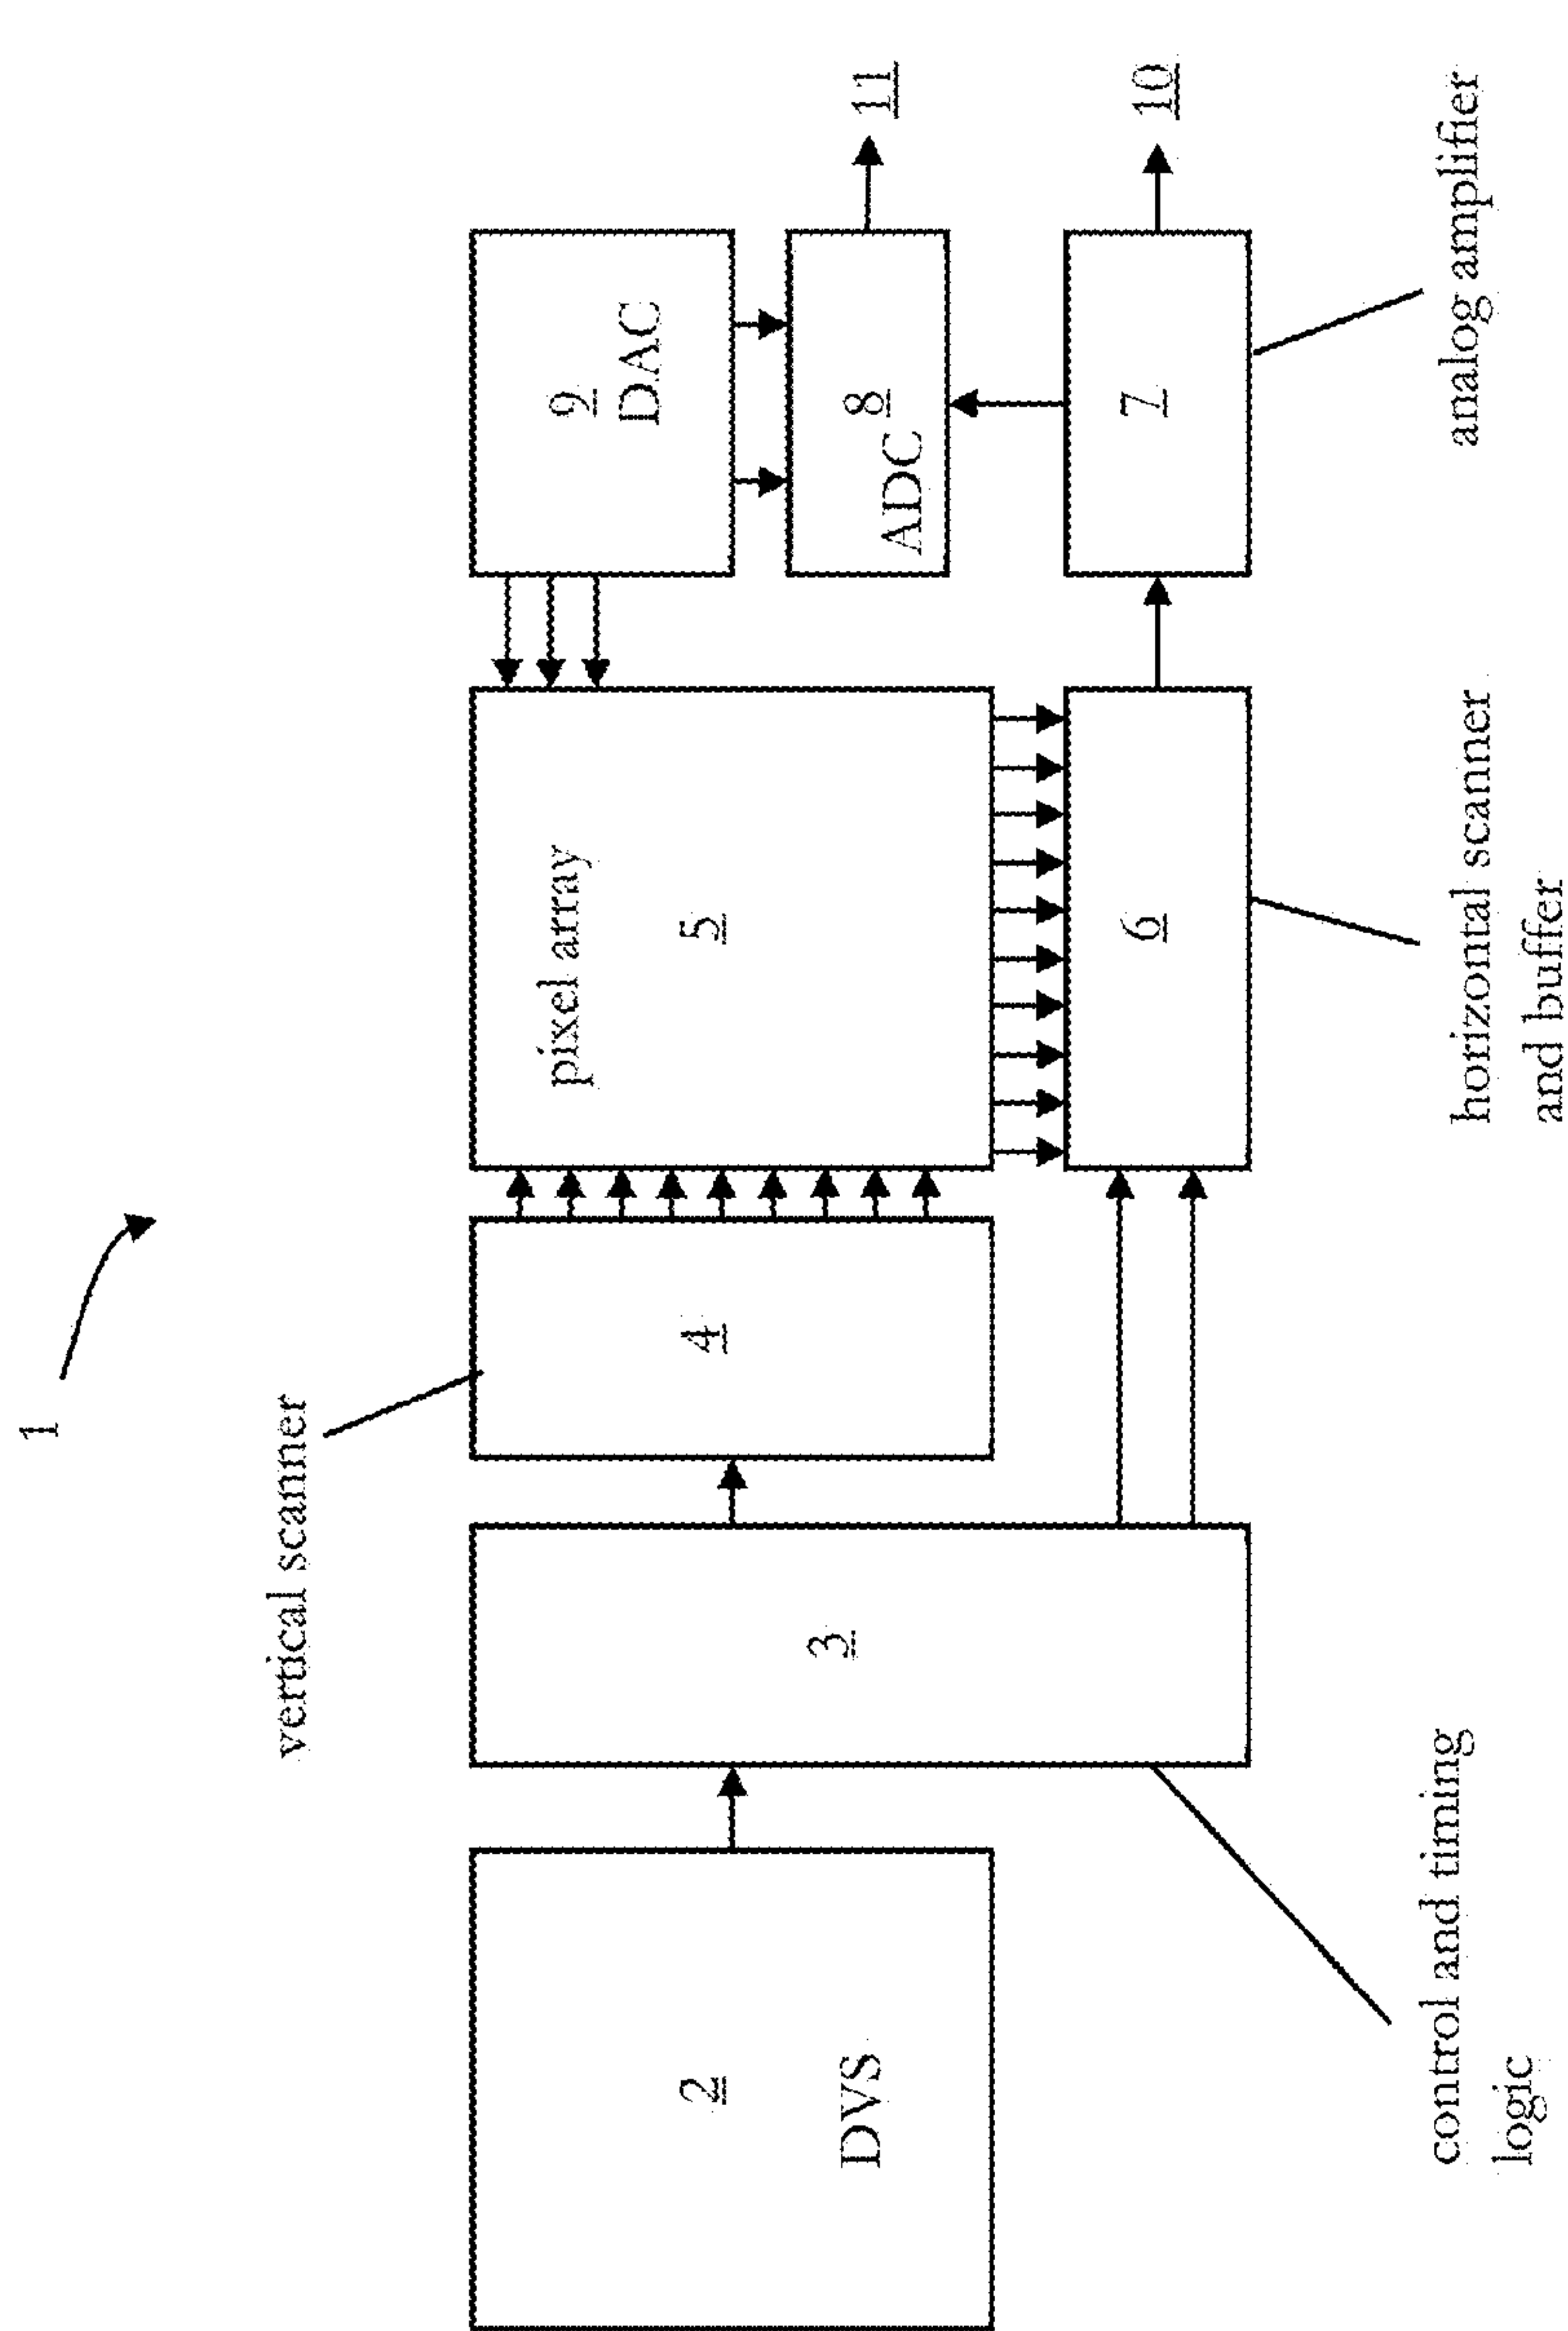 1
vertical scanner
2
DVS
3
4
pixel array
5
9
DAC
8
ADC
11
6
7
10
control and timing
logic
horizontal scanner
and buffer
analog amplifier